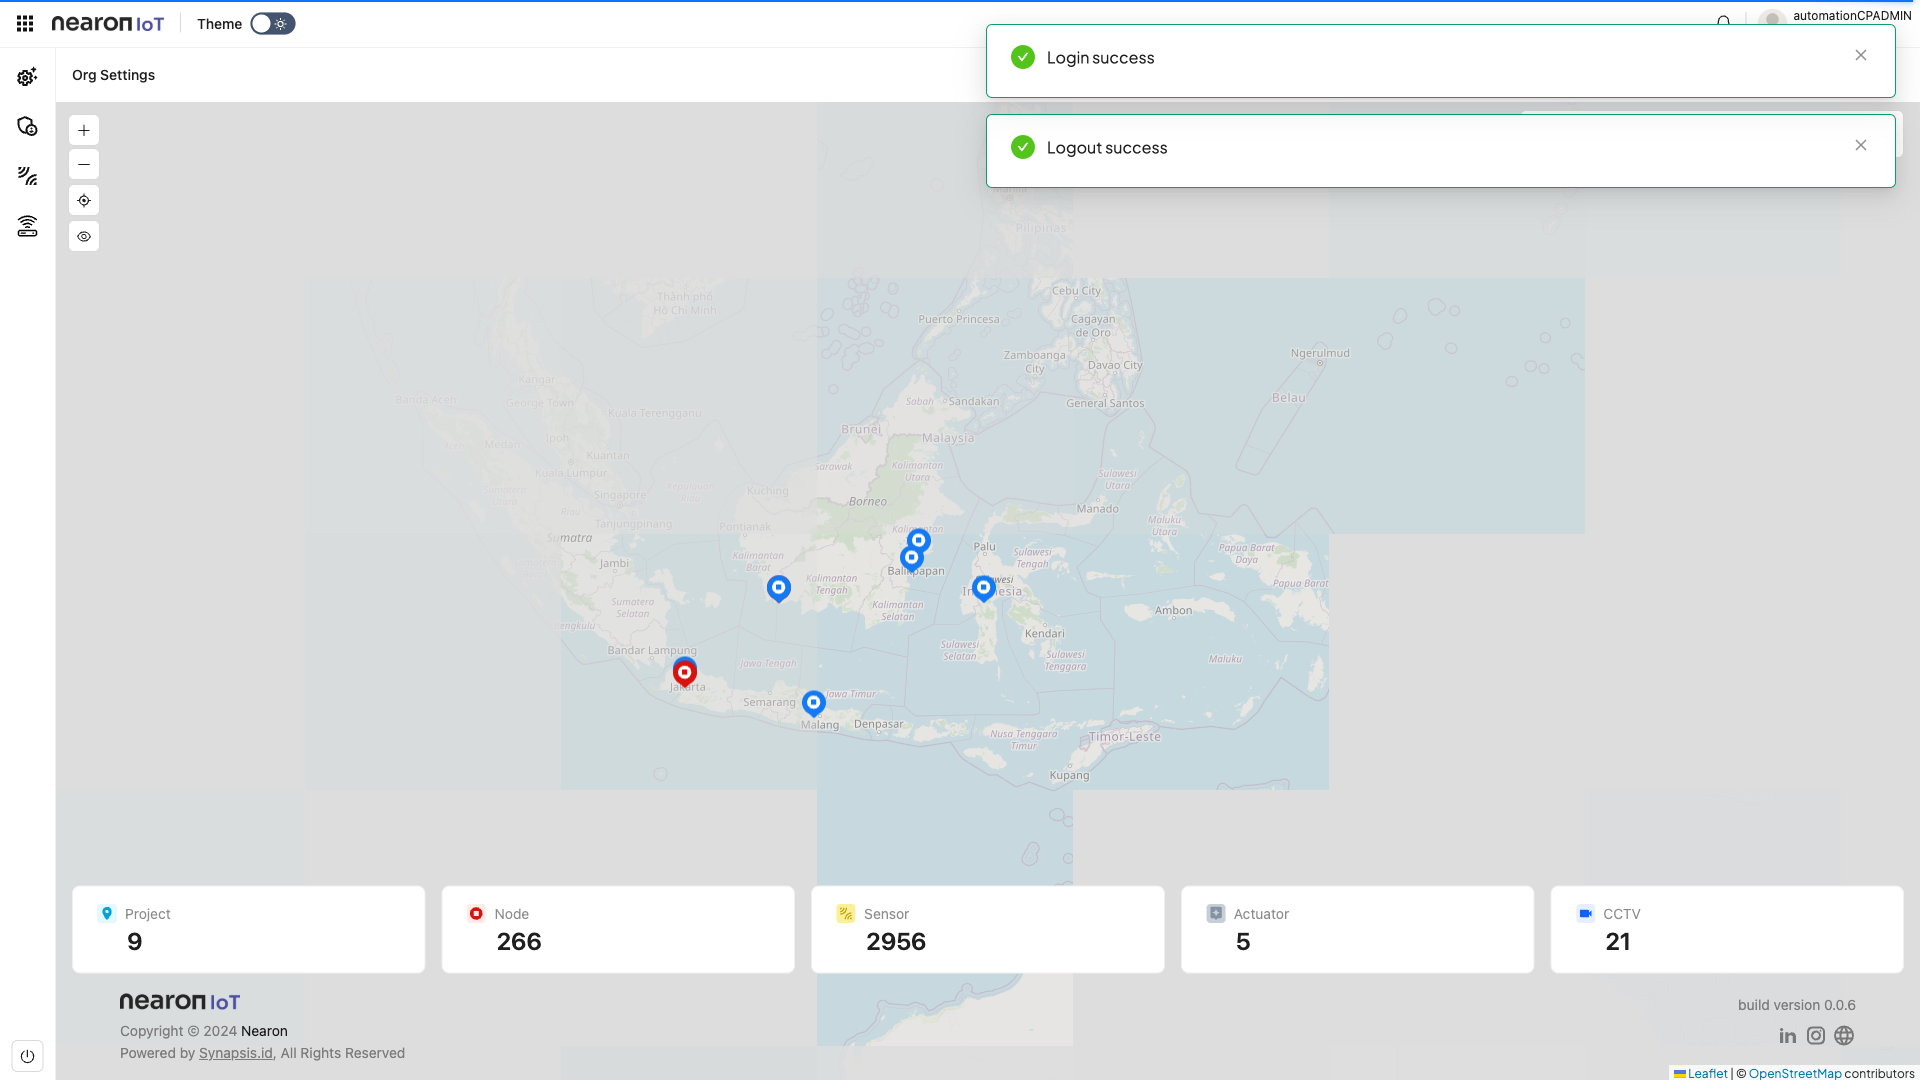 nearon IoT
Theme
automationCPADMIN
Login success
Org Settings
Logout success
Pilipinas
Thành phố
Hồ Chí Minh
Cebu City
Puerto Princesa
Cagayan
de Oro
Zamboanga
City
Davao City
Ngerulmud
Kangar
Banda Aceh
George Town
Kuala Terengganu
Sabah
Sandakan
General Santos
Belau
Brunei
Malaysia
Medan
Ipoh
Kuantan
Kuala Lumpur
Sarawak
Kalimantan
Utara
Sulawesi
Utara
Kuching
Singapore
Borneo
Manado
Riau
Tanjungpinang
Pontianak
Maluku
Utara
Sumatra
Kalimantan
Palu
Papua Barat
Daya
Jambi
Kalimantan
Barat
Sulawesi
Tengah
Balikpapan
Kalimantan
Tengah
Papua Barat
Indonesia
Sumatera
Selatan
Kalimantan
Selatan
Ambon
Kendari
Bandar Lampung
Sulawesi
Selatan
Sulawesi
Tenggara
Maluku
Jawa Tengah
Jakarta
Jawa Timur
Semarang
Malang
Denpasar
Nusa Tenggara
Timur
Timor-Leste
Kupang
Project
9
Node
266
Sensor
2956
Actuator
5
CCTV
21
nearon IoT
build version 0.0.6
Copyright © 2024 Nearon
Powered by Synapsis.id, All Rights Reserved
Leaflet | © OpenStreetMap contributors